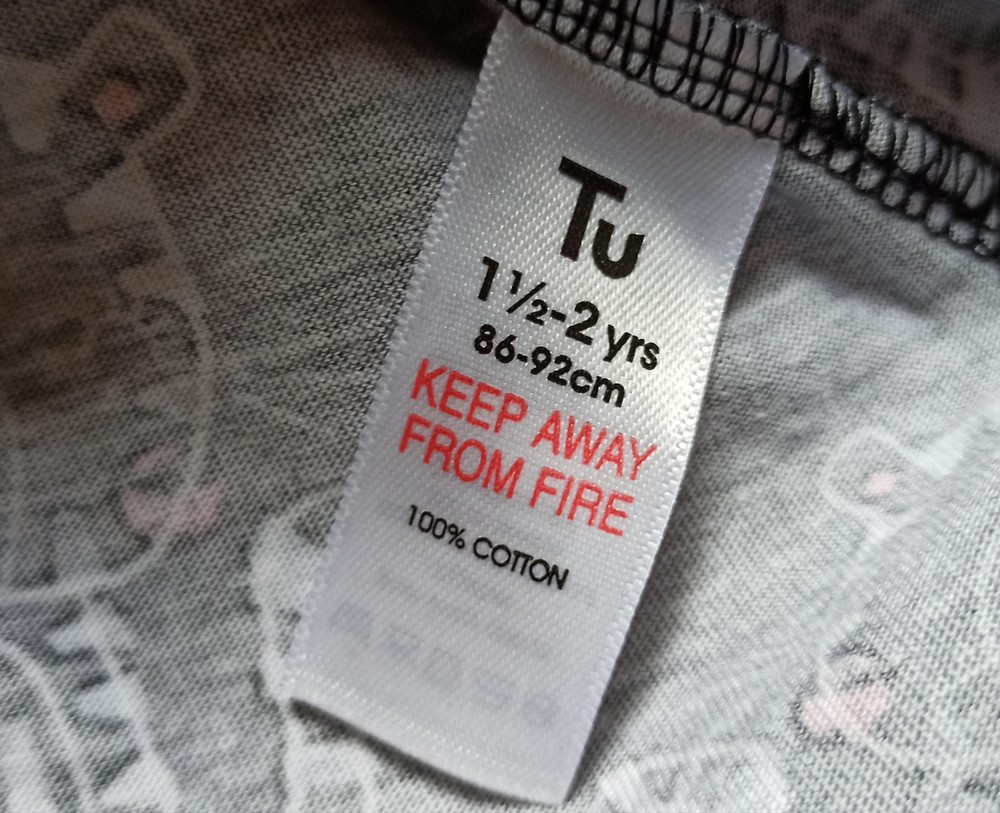 Tu
1½-2 yrs
86-92cm
KEEP AWAY
FROM FIRE
100% COTTON